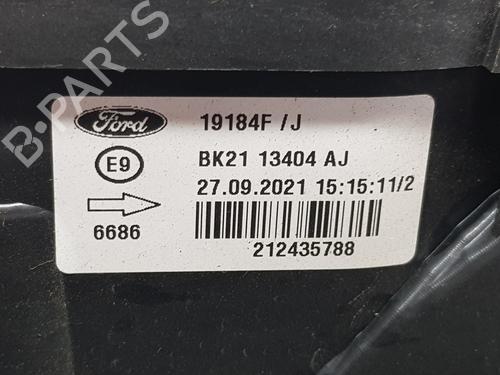 Ford
19184F /J
E9
BK21 13404 AJ
27.09.2021 15:15:11/2
6686
212435788
B-PARTS